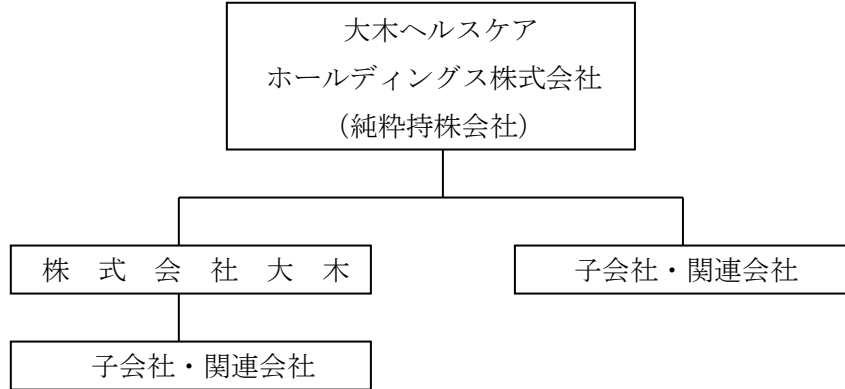 大木ヘルスケア
ホールディングス株式会社
（純粋持株会社）
株 式 会 社 大 木
子会社・関連会社
子会社・関連会社